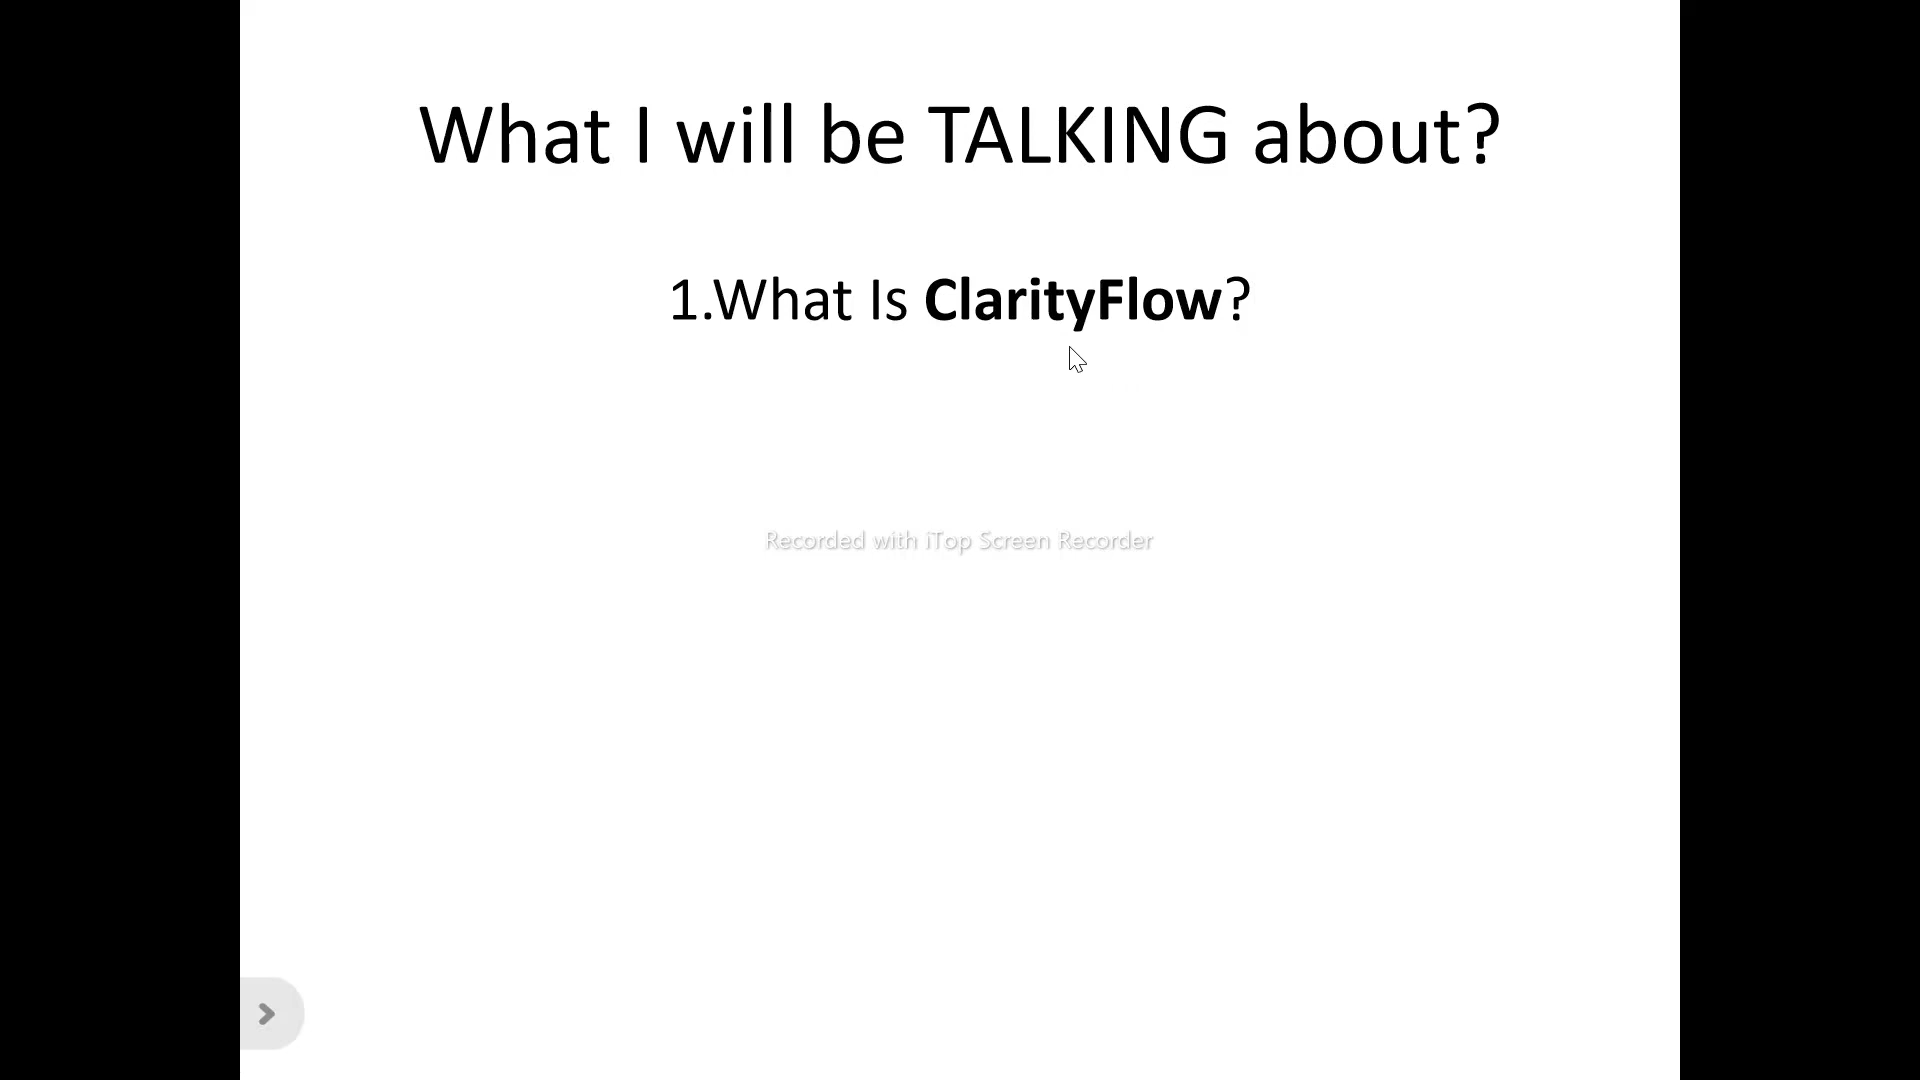 What I will be TALKING about?
1.What Is ClarityFlow?
Recorded with iTop Screen Recorder